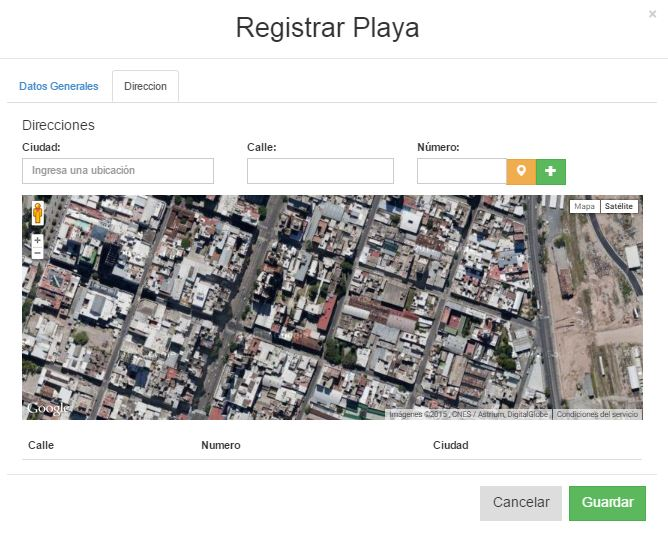 Registrar Playa
×
Datos Generales
Direccion
Direcciones
Ciudad:
Calle:
Número:
Ingresa una ubicación
Mapa
Satélite
+
−
Google
Imágenes ©2015 , CNES / Astrium, DigitalGlobe
Condiciones del servicio
Calle
Numero
Ciudad
Cancelar
Guardar